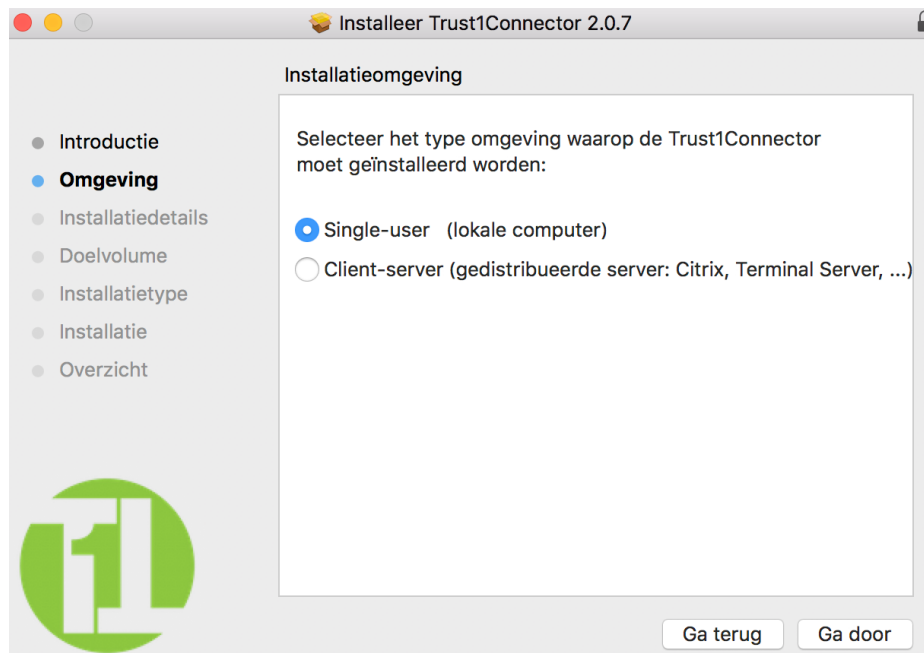 Installeer Trust1Connector 2.0.7
Installatieomgeving
Introductie
Omgeving
Installatiedetails
Doelvolume
Installatietype
Installatie
Overzicht
Selecteer het type omgeving waarop de Trust1Connector
moet geïnstalleerd worden:
Single-user (lokale computer)
Client-server (gedistribueerde server: Citrix, Terminal Server, ...)
T1
Ga terug
Ga door